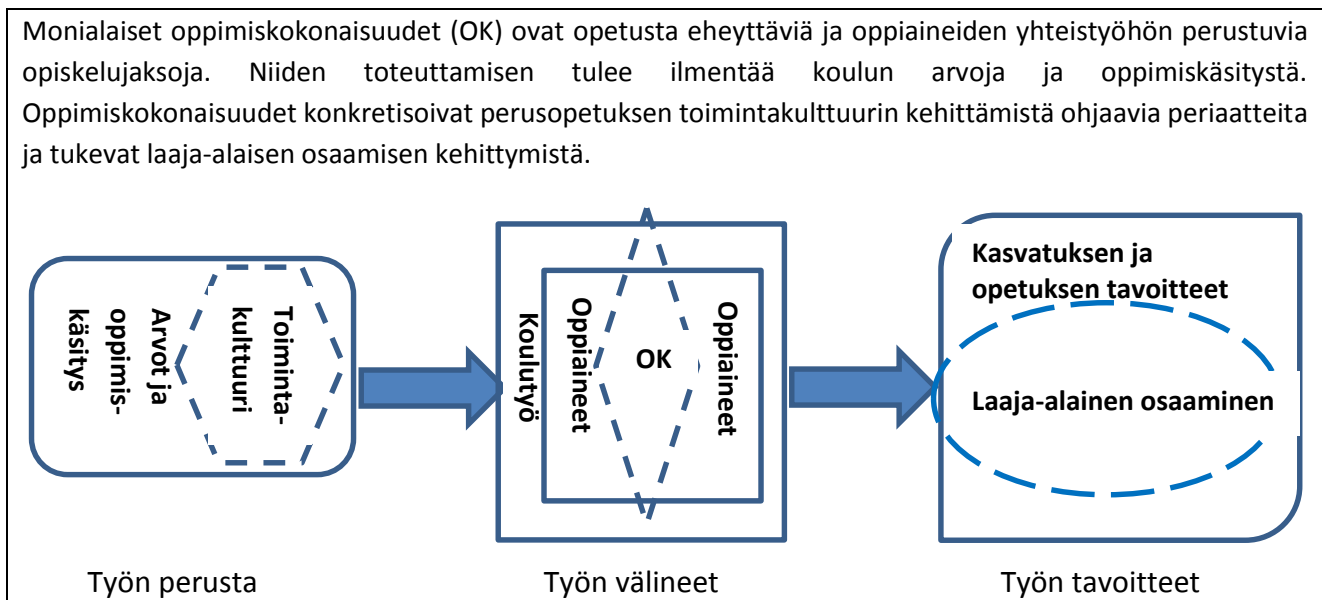 Monialaiset oppimiskokonaisuudet (OK) ovat opetusta eheyttäviä ja oppiaineiden yhteistyöhön perustuvia
opiskelujaksoja. Niiden toteuttamisen tulee ilmentää koulun arvoja ja oppimiskäsitystä.
Oppimiskokonaisuudet konkretisoivat perusopetuksen toimintakulttuurin kehittämistä ohjaavia periaatteita
ja tukevat laaja-alaisen osaamisen kehittymistä.
Arvot ja
oppimis-
käsitys
Toiminta-
kulttuuri
Koulutyö
Oppiaineet
OK
Oppiaineet
Kasvatuksen ja
opetuksen tavoitteet
Laaja-alainen osaaminen
Työn perusta
Työn välineet
Työn tavoitteet